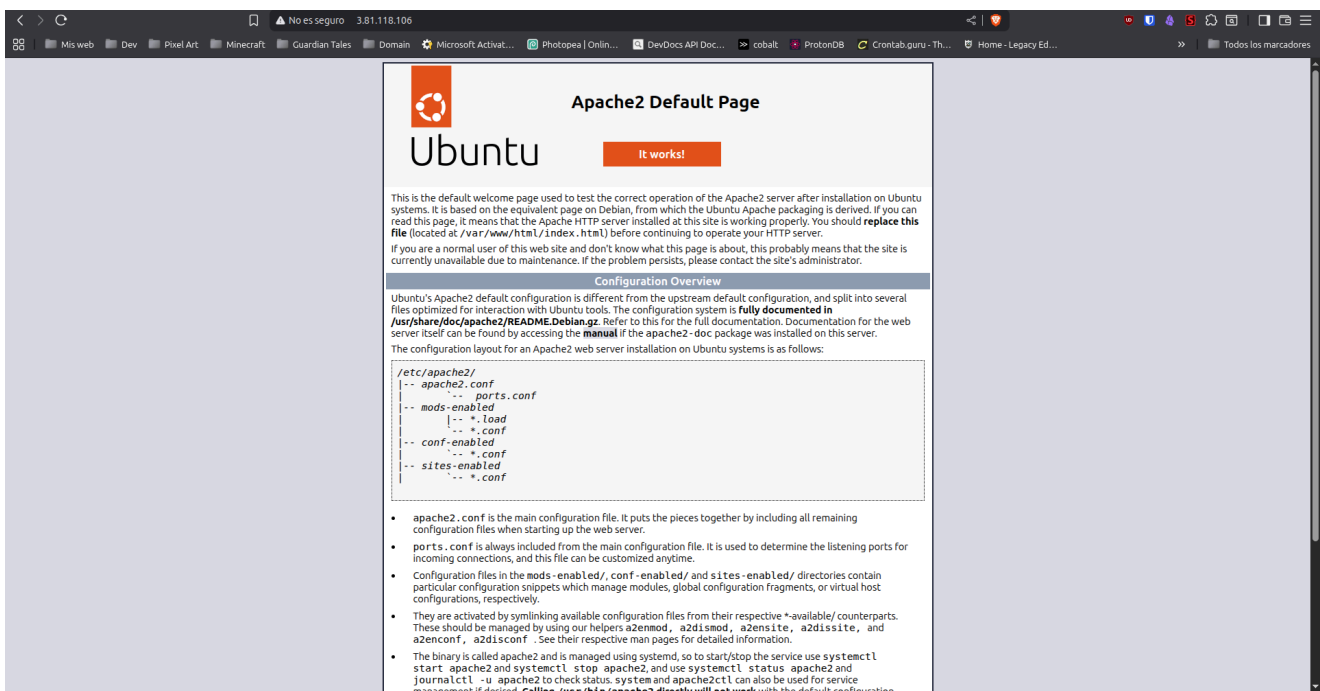 No es seguro 3.81.118.106
Mis web Dev Pixel Art Minecraft Guardian Tales Domain Microsoft Activat... Photopea | Onlin... DevDocs API Doc... cobalt ProtonDB Crontab.guru - Th... Home - Legacy Ed... » Todos los marcadores
Apache2 Default Page
Ubuntu
It works!
This is the default welcome page used to test the correct operation of the Apache2 server after installation on Ubuntu
systems. It is based on the equivalent page on Debian, from which the Ubuntu Apache packaging is derived. If you can
read this page, it means that the Apache HTTP server installed at this site is working properly. You should replace this
file (located at /var/www/html/index.html) before continuing to operate your HTTP server.
If you are a normal user of this web site and don't know what this page is about, this probably means that the site is
currently unavailable due to maintenance. If the problem persists, please contact the site's administrator.
Configuration Overview
Ubuntu's Apache2 default configuration is different from the upstream default configuration, and split into several
files optimized for interaction with Ubuntu tools. The configuration system is fully documented in
/usr/share/doc/apache2/README.Debian.gz. Refer to this for the full documentation. Documentation for the web
server itself can be found by accessing the manual if the apache2-doc package was installed on this server.
The configuration layout for an Apache2 web server installation on Ubuntu systems is as follows:
/etc/apache2/
|-- apache2.conf
|       `--  ports.conf
|-- mods-enabled
|       |-- *.load
|       `-- *.conf
|-- conf-enabled
|       `-- *.conf
|-- sites-enabled
|       `-- *.conf
• apache2.conf is the main configuration file. It puts the pieces together by including all remaining
configuration files when starting up the web server.
• ports.conf is always included from the main configuration file. It is used to determine the listening ports for
incoming connections, and this file can be customized anytime.
• Configuration files in the mods-enabled/, conf-enabled/ and sites-enabled/ directories contain
particular configuration snippets which manage modules, global configuration fragments, or virtual host
configurations, respectively.
• They are activated by symlinking available configuration files from their respective *-available/ counterparts.
These should be managed by using our helpers a2enmod, a2dismod, a2ensite, a2dissite, and
a2enconf, a2disconf . See their respective man pages for detailed information.
• The binary is called apache2 and is managed using systemd, so to start/stop the service use systemctl
start apache2 and systemctl stop apache2, and use systemctl status apache2 and
journalctl -u apache2 to check status. system and apache2ctl can also be used for service
management if desired. Calling /usr/bin/apache2 directly will not work with the default configuration.